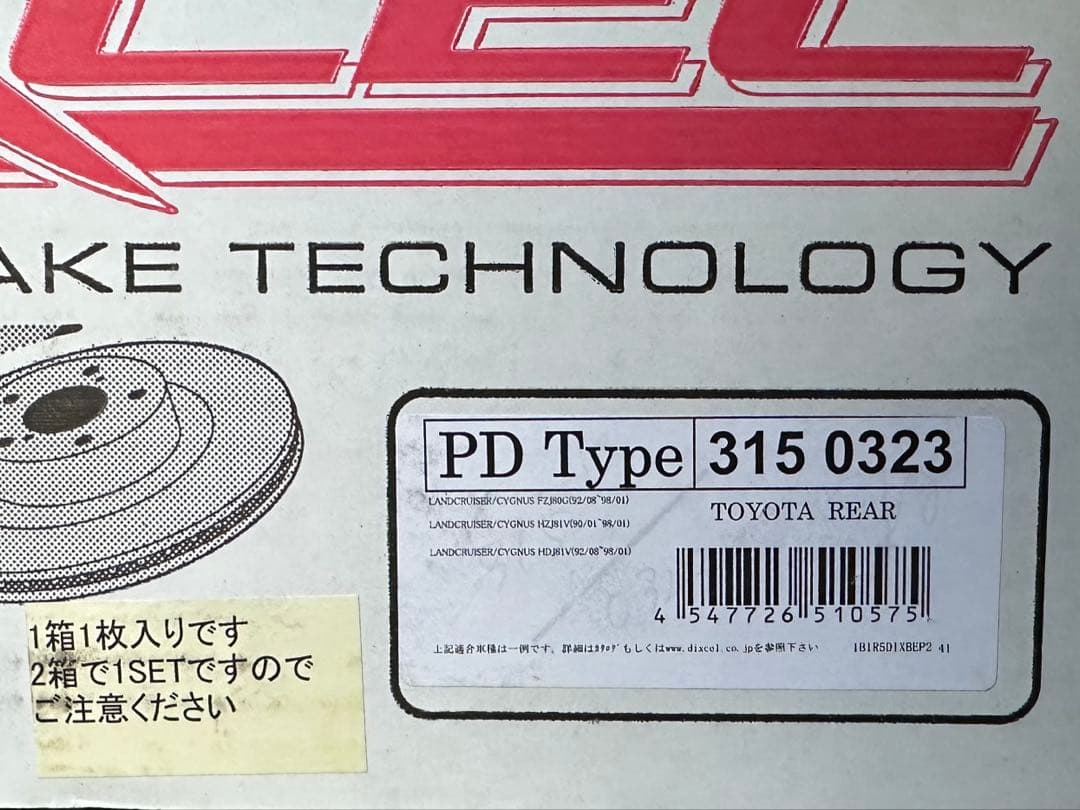 AKE TECHNOLOGY
PD Type 315 0323
LANDCRUISER/CYGNUS FZJ80G(92/08~98/01)
TOYOTA REAR
LANDCRUISER/CYGNUS HZJ81V(90/01~98/01)
LANDCRUISER/CYGNUS HDJ81V(92/08~98/01)
4 547726 510575
上記適合車種は一例です。詳細はｶﾀﾛｸﾞもしくはwww.dixcel.co.jpを参照下さい
1箱1枚入りです
2箱で1SETですので
ご注意ください